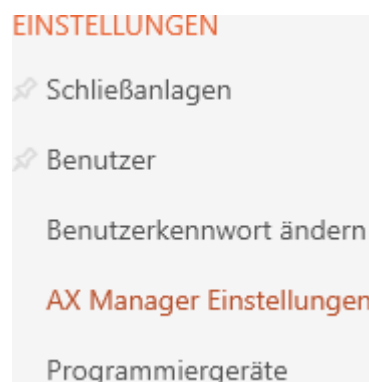 EINSTELLUNGEN
Schließanlagen
Benutzer
Benutzerkennwort ändern
AX Manager Einstellungen
Programmiergeräte